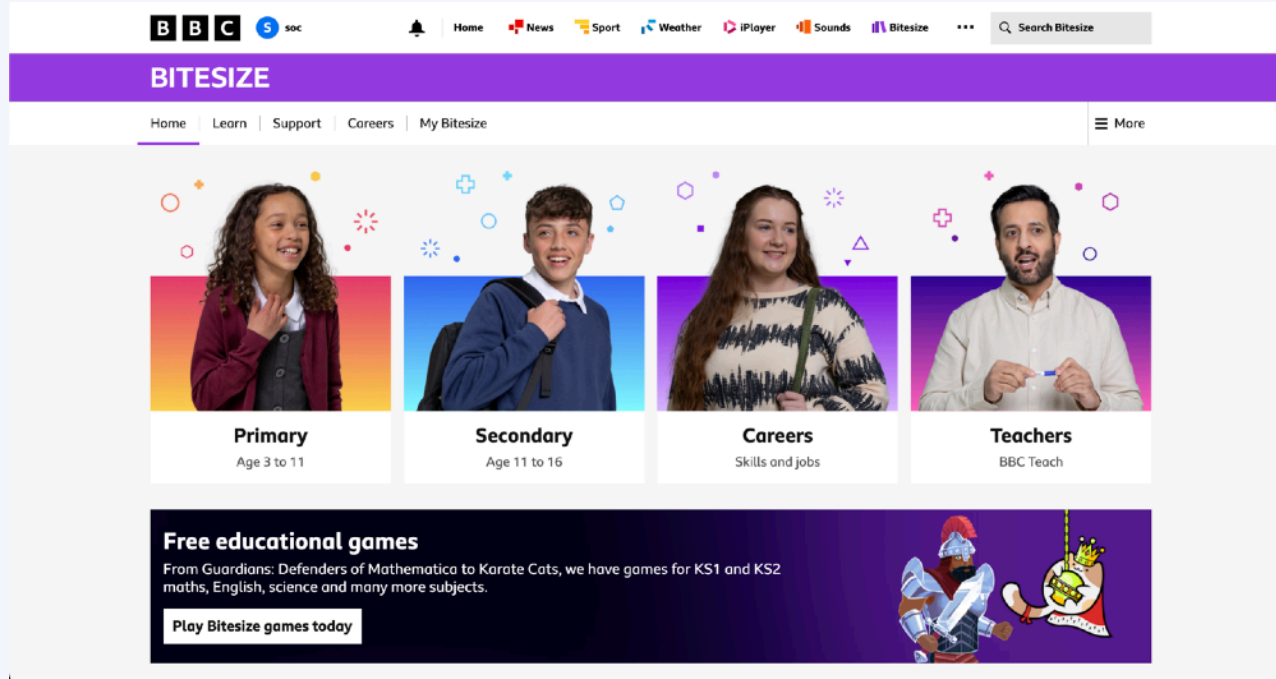 BBC S soc Home News Sport Weather iPlayer Sounds Bitesize Search Bitesize
BITESIZE
Home Learn Support Careers My Bitesize More
Primary
Age 3 to 11
Secondary
Age 11 to 16
Careers
Skills and jobs
Teachers
BBC Teach
Free educational games
From Guardians: Defenders of Mathematica to Karate Cats, we have games for KS1 and KS2
maths, English, science and many more subjects.
Play Bitesize games today